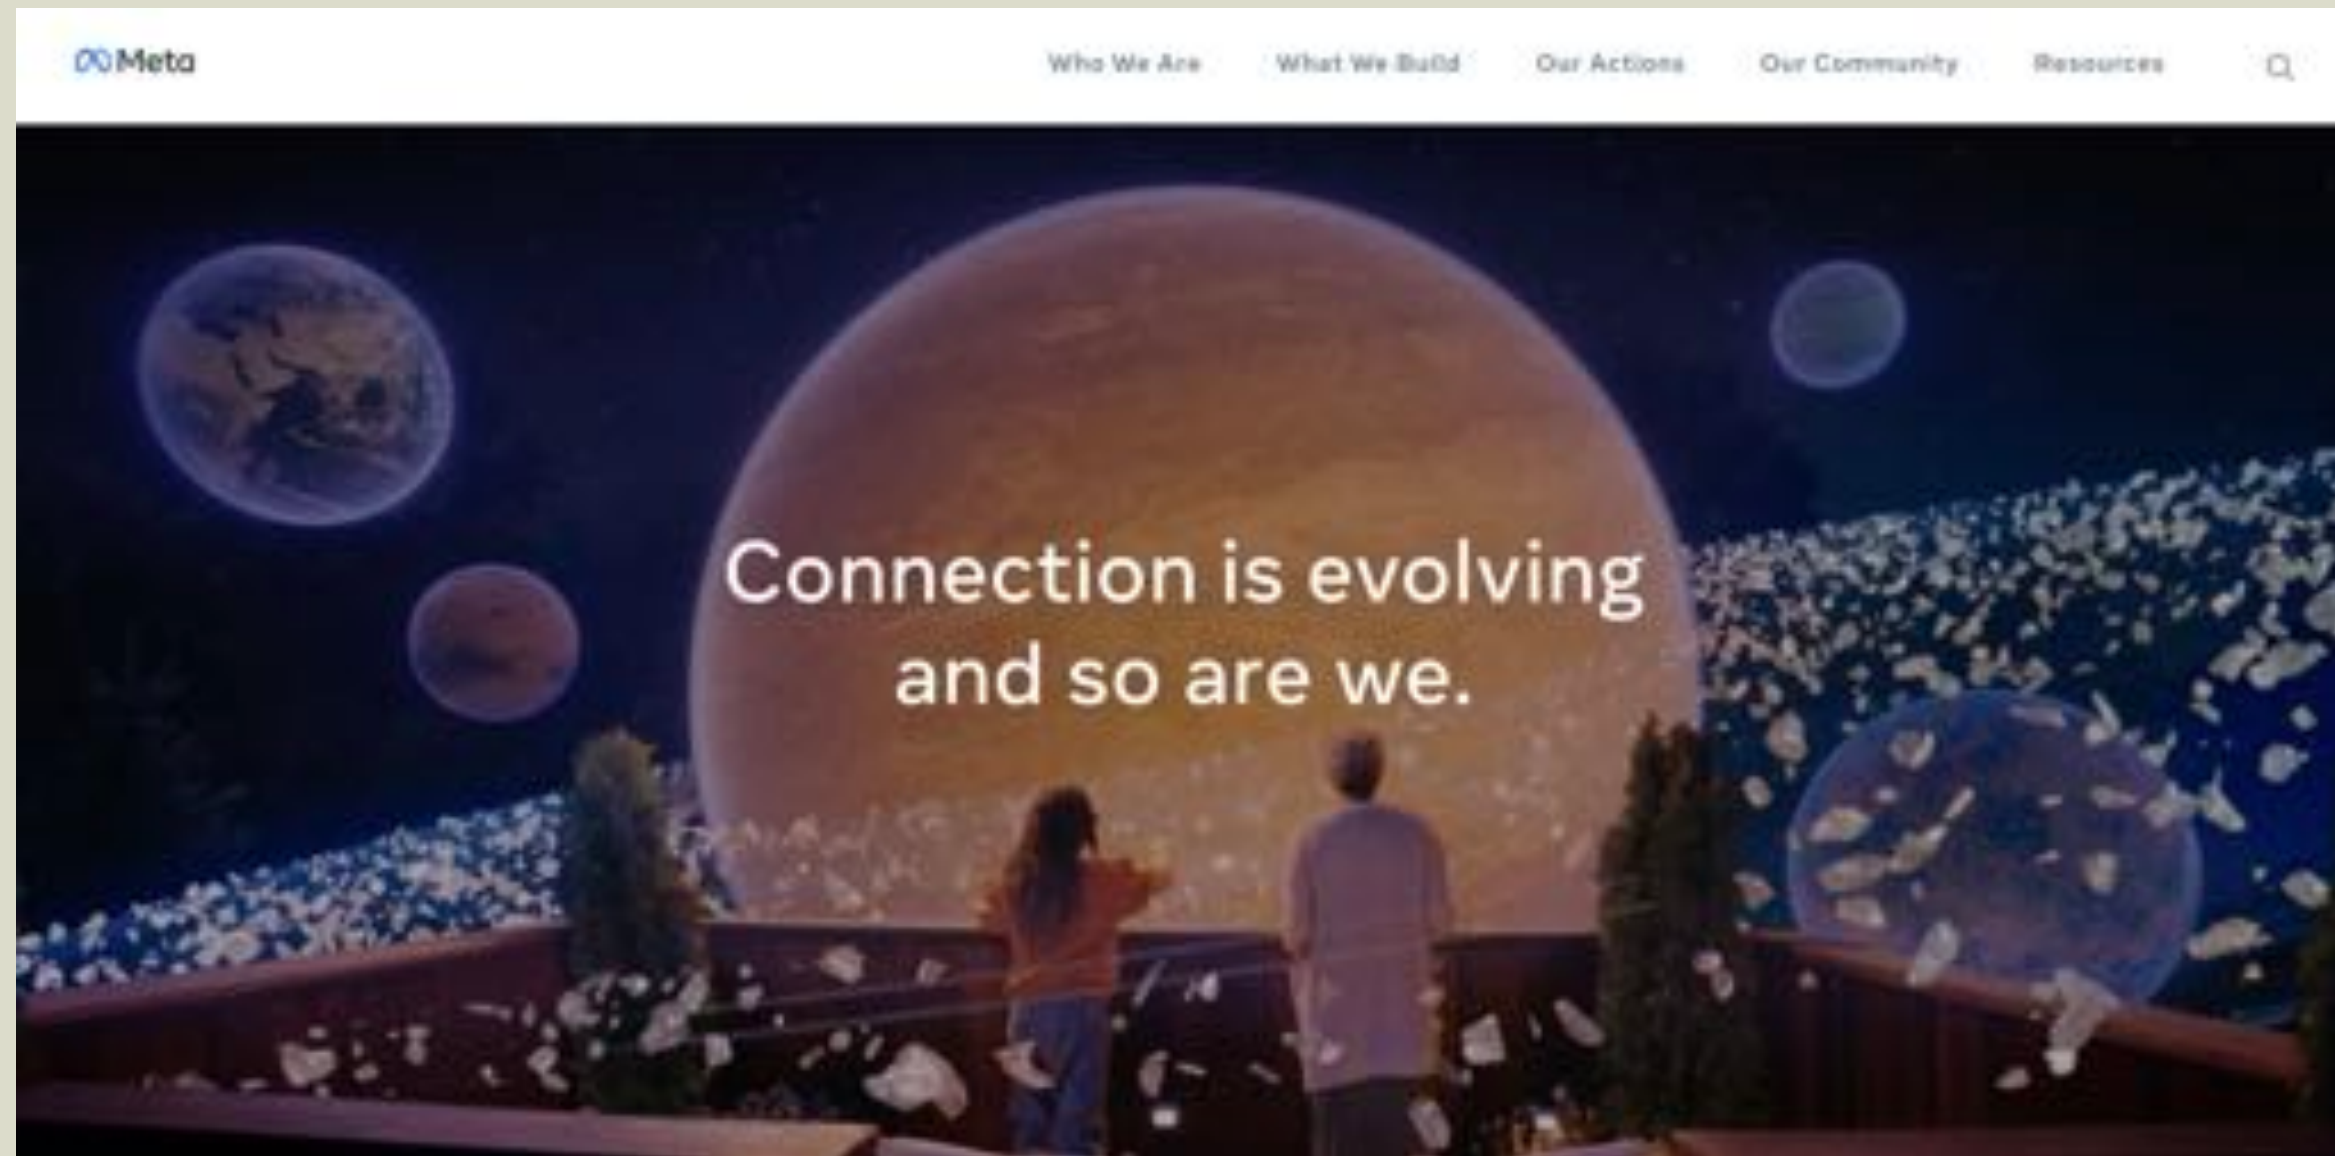 Meta
Who We Are
What We Build
Our Actions
Our Community
Resources
Connection is evolving
and so are we.